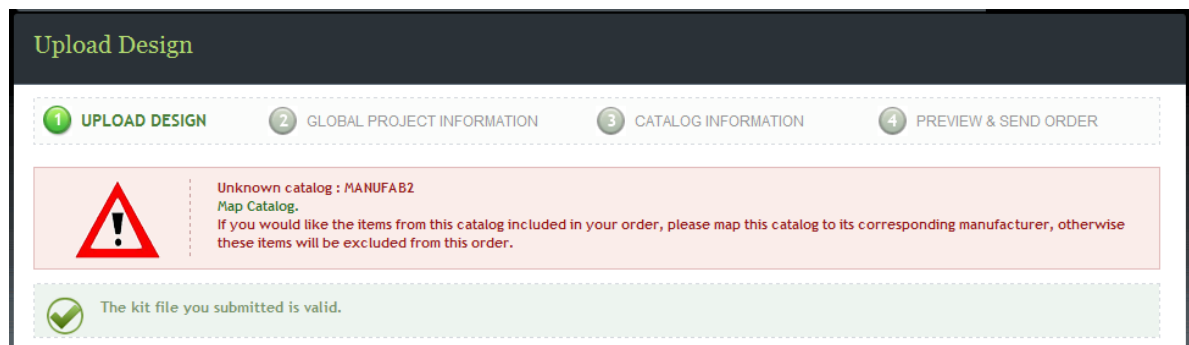 Upload Design
1 UPLOAD DESIGN 2 GLOBAL PROJECT INFORMATION 3 CATALOG INFORMATION 4 PREVIEW & SEND ORDER
Unknown catalog : MANUFAB2
Map Catalog.
If you would like the items from this catalog included in your order, please map this catalog to its corresponding manufacturer, otherwise
these items will be excluded from this order.
The kit file you submitted is valid.